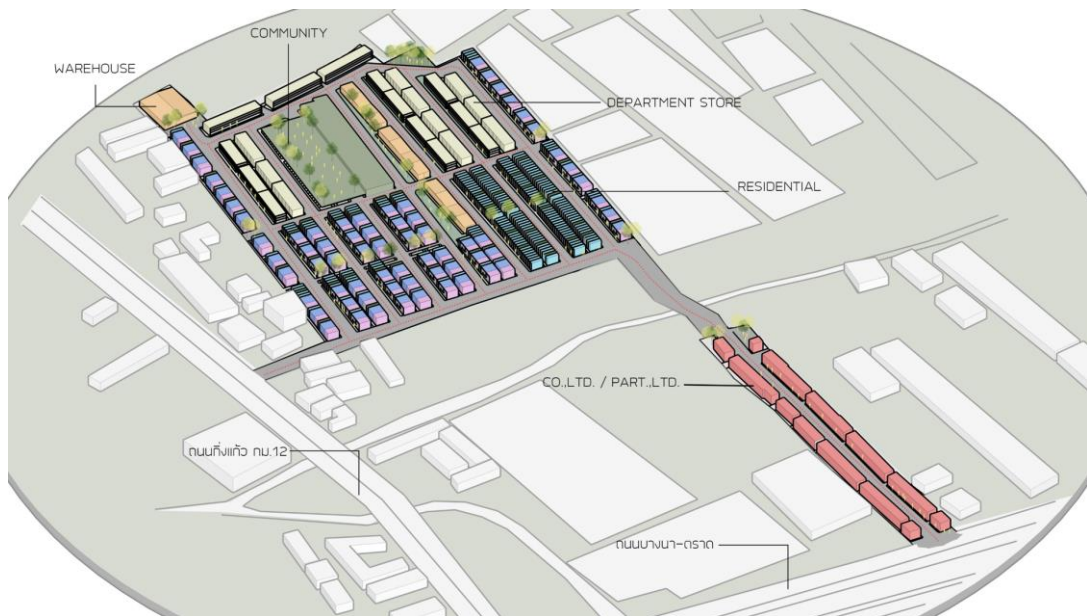 COMMUNITY
WAREHOUSE
DEPARTMENT STORE
RESIDENTIAL
CO.,LTD. / PART.,LTD.
ถนนกิ่งแก้ว กม.12
ถนนบางนา-ตราด